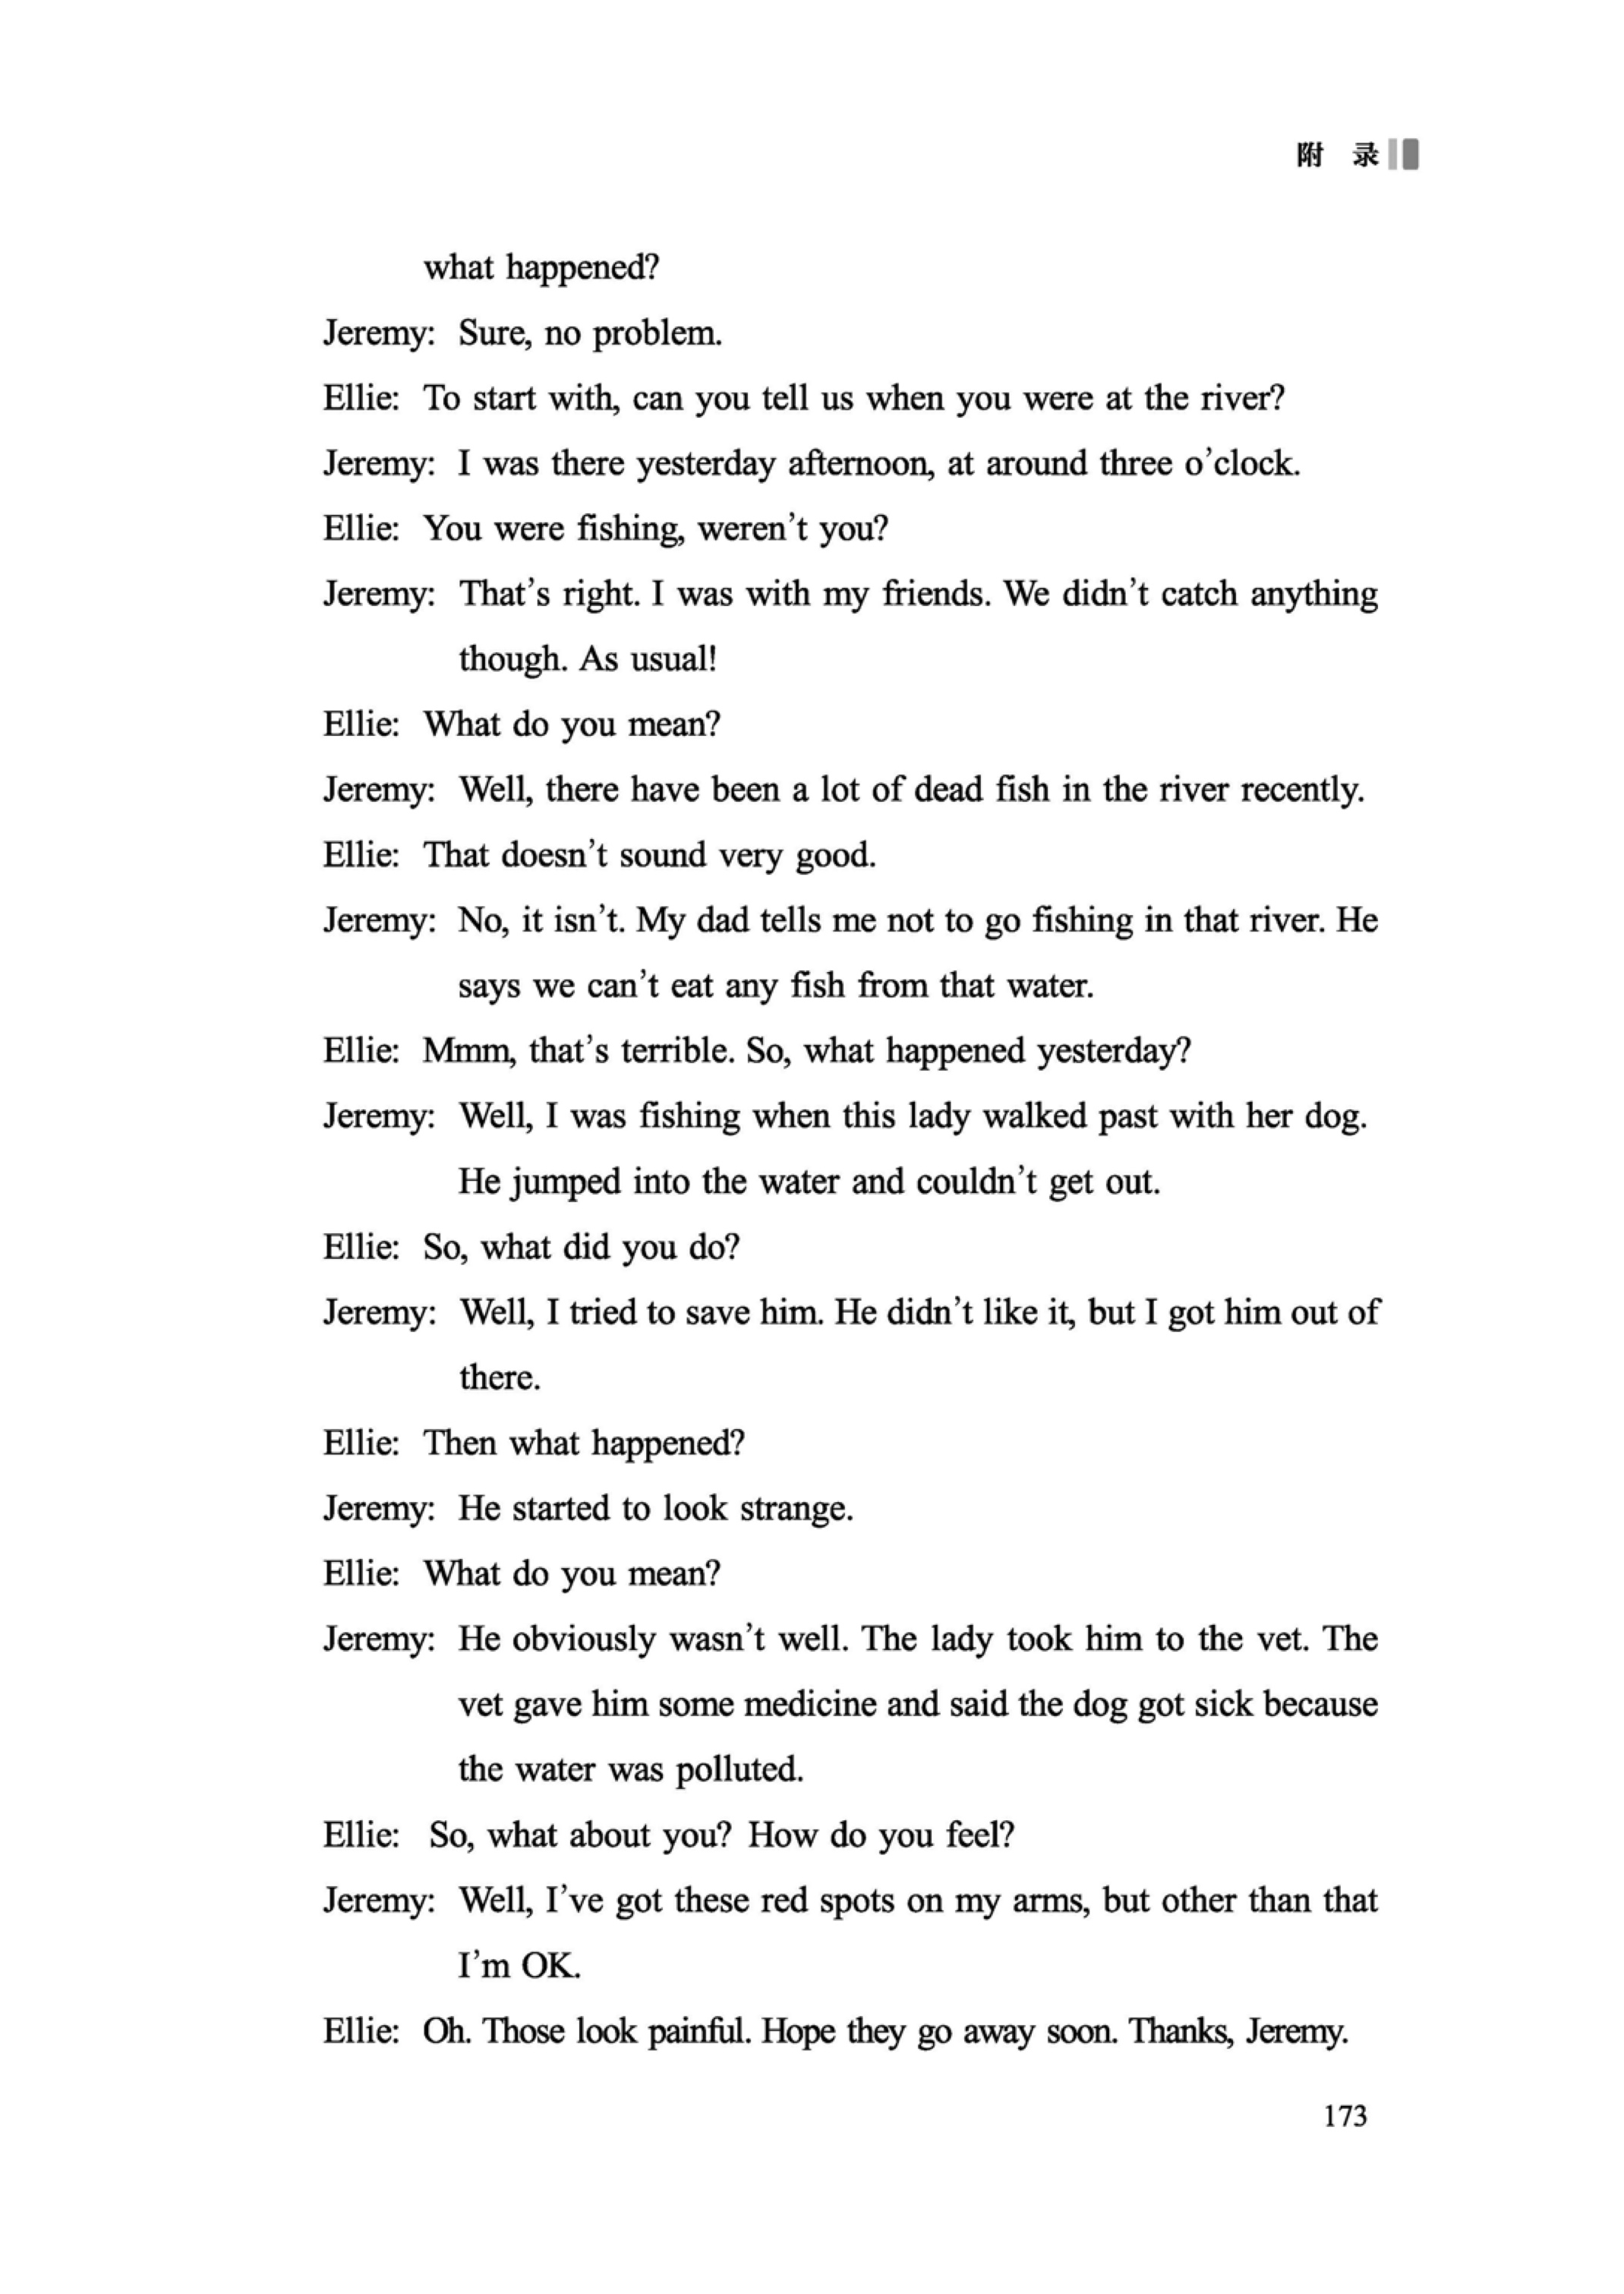 附 录
what happened?
Jeremy: Sure, no problem.
Ellie: To start with, can you tell us when you were at the river?
Jeremy: I was there yesterday afternoon, at around three o’clock.
Ellie: You were fishing, weren’t you?
Jeremy: That’s right. I was with my friends. We didn’t catch anything
though. As usual!
Ellie: What do you mean?
Jeremy: Well, there have been a lot of dead fish in the river recently.
Ellie: That doesn’t sound very good.
Jeremy: No, it isn’t. My dad tells me not to go fishing in that river. He
says we can’t eat any fish from that water.
Ellie: Mmm, that’s terrible. So, what happened yesterday?
Jeremy: Well, I was fishing when this lady walked past with her dog.
He jumped into the water and couldn’t get out.
Ellie: So, what did you do?
Jeremy: Well, I tried to save him. He didn’t like it, but I got him out of
there.
Ellie: Then what happened?
Jeremy: He started to look strange.
Ellie: What do you mean?
Jeremy: He obviously wasn’t well. The lady took him to the vet. The
vet gave him some medicine and said the dog got sick because
the water was polluted.
Ellie: So, what about you? How do you feel?
Jeremy: Well, I’ve got these red spots on my arms, but other than that
I’m OK.
Ellie: Oh. Those look painful. Hope they go away soon. Thanks, Jeremy.
173